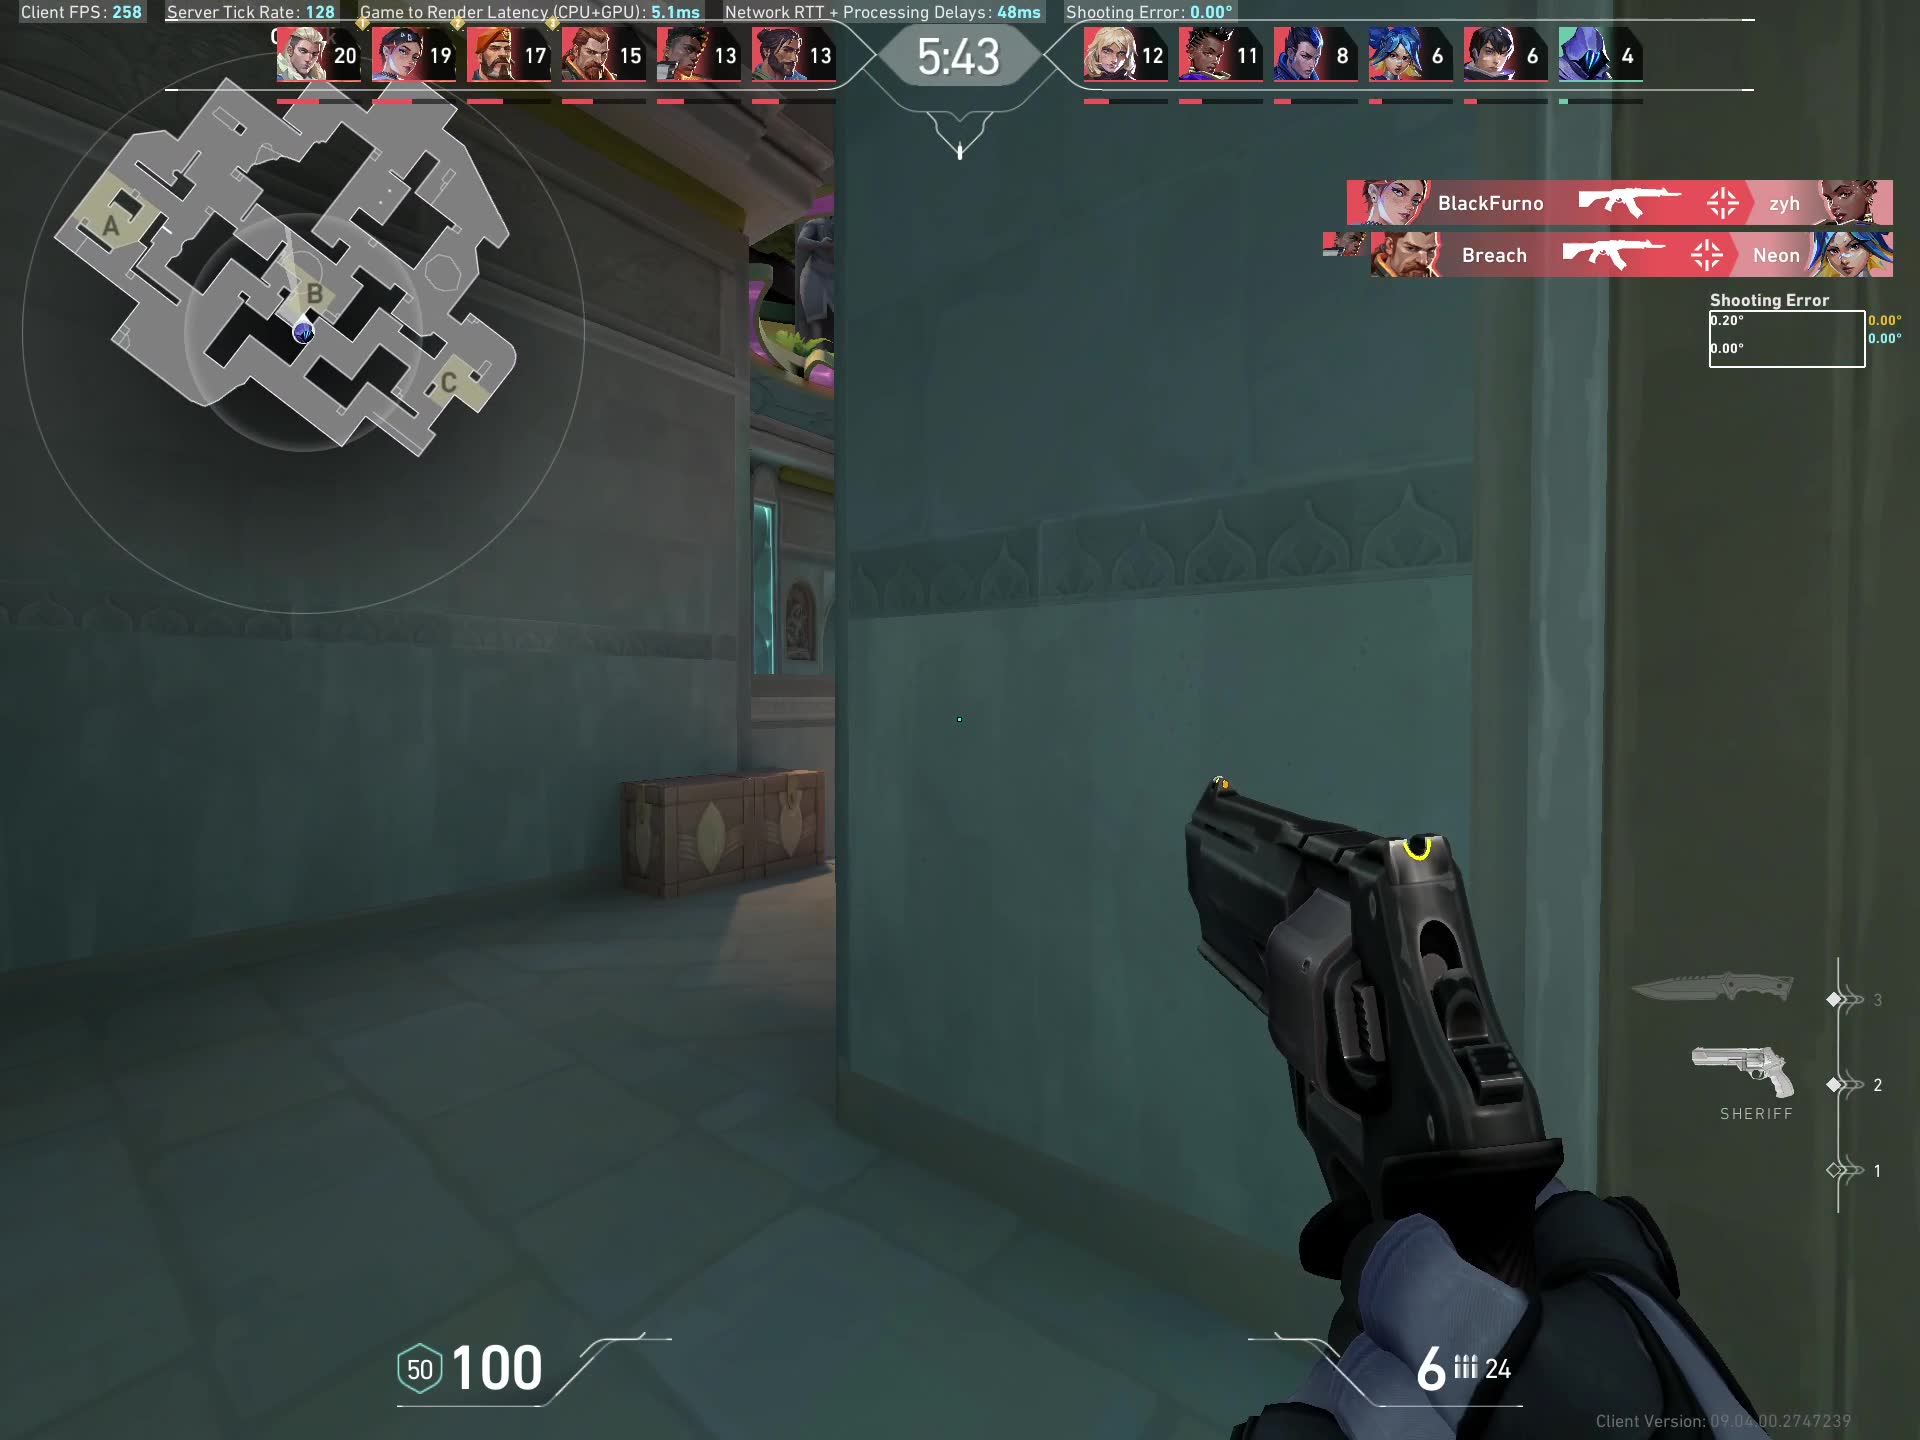 Client FPS: 258 Server Tick Rate: 128 Game to Render Latency (CPU+GPU): 5.1ms Network RTT + Processing Delays: 48ms Shooting Error: 0.00°
20 19 17 15 13 13 5:43 12 11 8 6 6 4
A
B
C
BlackFurno zyh
Breach Neon
Shooting Error
0.20° 0.00°
0.00°
0.00°
3
2
SHERIFF
1
50 100
6 24
Client Version: 09.04.00.2747239